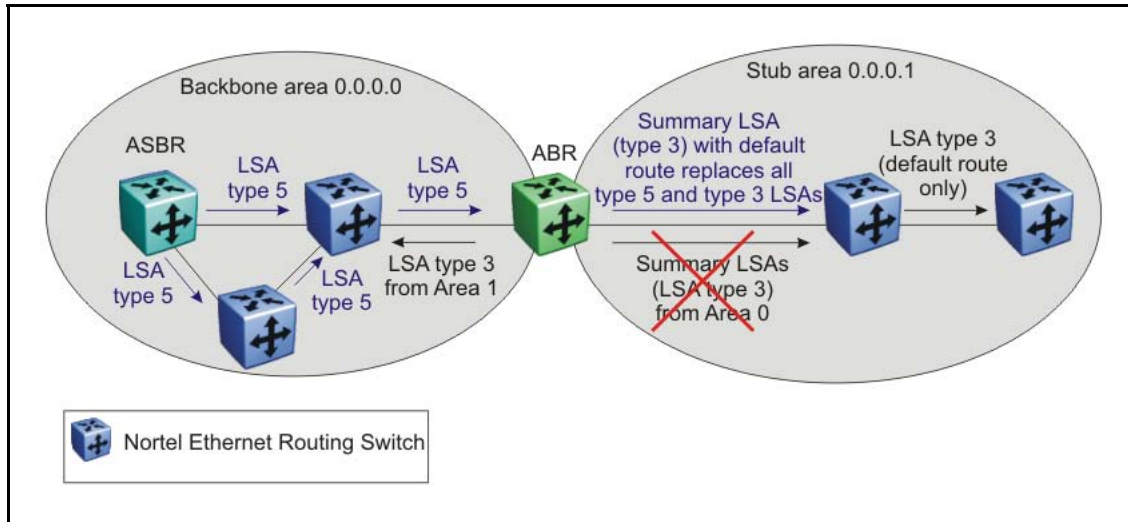 Backbone area 0.0.0.0
Stub area 0.0.0.1
ASBR
LSA
type 5
LSA
type 5
ABR
Summary LSA
(type 3) with default
route replaces all
type 5 and type 3 LSAs
LSA type 3
(default route
only)
LSA
type 5
LSA
type 5
LSA type 3
from Area 1
Summary LSAs
(LSA type 3)
from Area 0
Nortel Ethernet Routing Switch